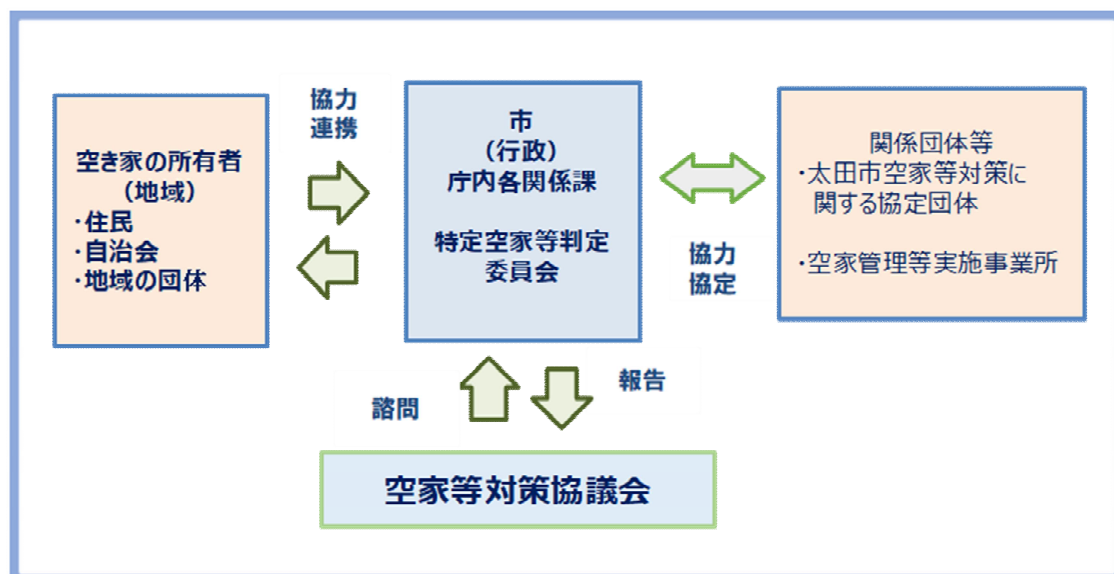 空き家の所有者
（地域）
・住民
・自治会
・地域の団体
協力
連携
市
（行政）
庁内各関係課
特定空家等判定
委員会
協力
協定
関係団体等
・太田市空家等対策に
関する協定団体
・空家管理等実施事業所
諮問
報告
空家等対策協議会